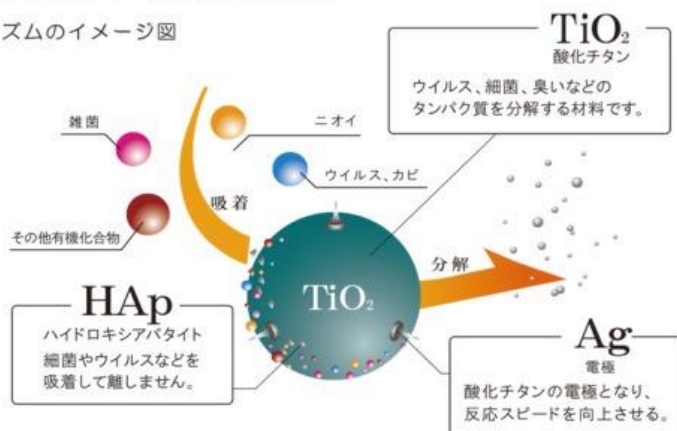 ズムのイメージ図
TiO₂
酸化チタン
ウイルス、細菌、臭いなどの
タンパク質を分解する材料です。
雑菌
ニオイ
ウイルス、カビ
吸着
その他有機化合物
分解
TiO₂
HAp
ハイドロキシアパタイト
細菌やウイルスなどを
吸着して離しません。
Ag
電極
酸化チタンの電極となり、
反応スピードを向上させる。